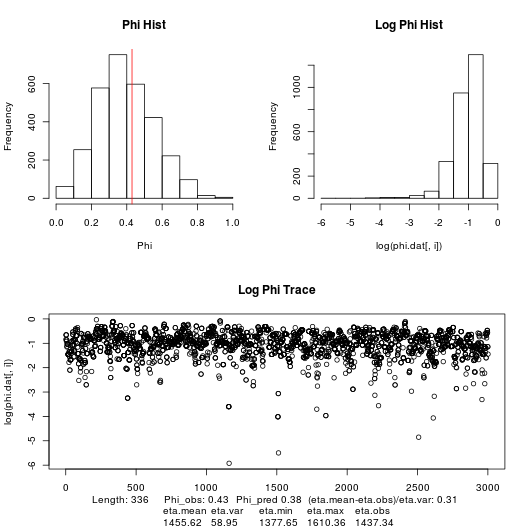 Phi Hist
Log Phi Hist
Frequency
0 200 400 600
0.0 0.2 0.4 0.6 0.8 1.0
Phi
Frequency
0 200 600 1000
-6 -5 -4 -3 -2 -1 0
log(phi.dat[, i])
Log Phi Trace
log(phi.dat[, i])
0 -1 -2 -3 -4 -5 -6
0 500 1000 1500 2000 2500 3000
Length: 336 Phi_obs: 0.43 Phi_pred 0.38 (eta.mean-eta.obs)/eta.var: 0.31
eta.mean eta.var eta.min eta.max eta.obs
1455.62 58.95 1377.65 1610.36 1437.34